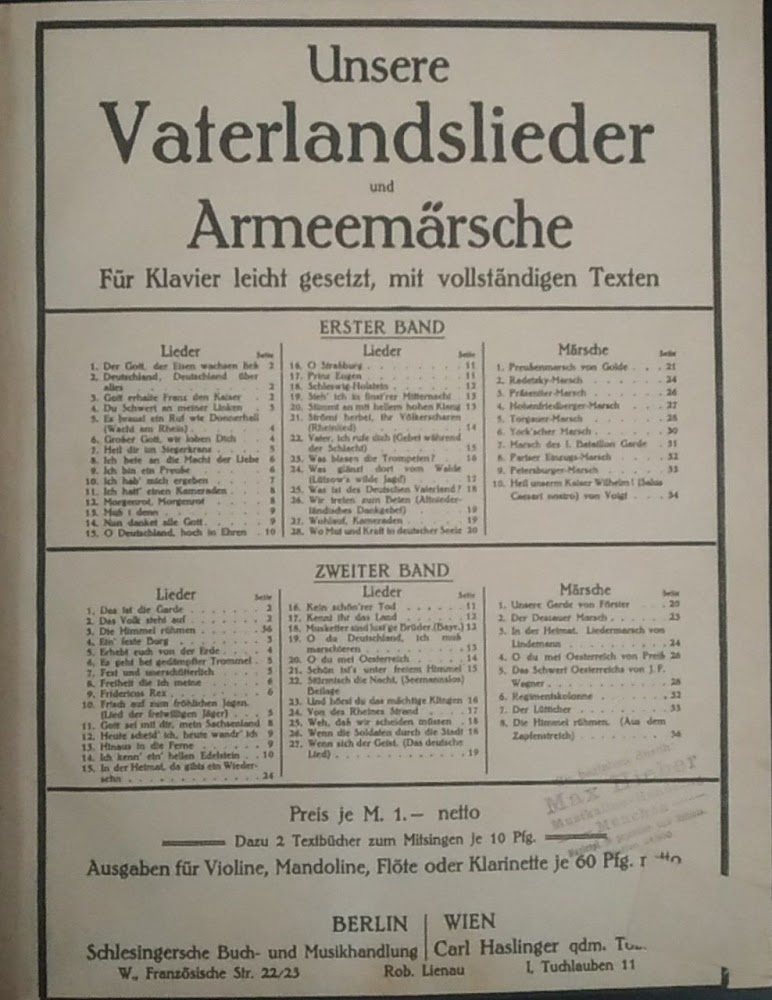 Unsere
Vaterlandslieder
und
Armeemärsche
Für Klavier leicht gesetzt, mit vollständigen Texten
ERSTER BAND
Lieder Seite
1. Der Gott, der Eisen wachsen ließ 2
2. Deutschland, Deutschland über
alles . . . . . . . . . 2
3. Gott erhalte Franz den Kaiser . 2
4. Du Schwert an meiner Linken . 3
5. Es braust ein Ruf wie Donnerhall
(Wacht am Rhein) . . . . . . 4
6. Großer Gott, wir loben Dich . 4
7. Heil dir im Siegerkranz . . . . 5
8. Ich bete an die Macht der Liebe 6
9. Ich bin ein Preuße . . . . . 6
10. Ich hab' mich ergeben . . . . 7
11. Ich hatt' einen Kameraden . . . 8
12. Morgenrot, Morgenrot . . . . 8
13. Muß i denn . . . . . . . 9
14. Nun danket alle Gott . . . . . 9
15. O Deutschland, hoch in Ehren . 10
Lieder Seite
16. O Straßburg . . . . . . . 11
17. Prinz Eugen . . . . . . . 11
18. Schleswig-Holstein . . . . . 12
19. Steh' ich in finst'rer Mitternacht 13
20. Stimmt an mit hellem hohen Klang 13
21. Strömt herbei, ihr Völkerscharen
(Rheinlied) . . . . . . . 14
22. Vater, ich rufe dich (Gebet während
der Schlacht) . . . . . . 15
23. Was blasen die Trompeten? . . 16
24. Was glänzt dort vom Walde
(Lützow's wilde Jagd) . . . . 17
25. Was ist des Deutschen Vaterland? 18
26. Wir treten zum Beten (Altnieder-
ländisches Dankgebet) . . . 19
27. Wohlauf, Kameraden . . . . . 19
28. Wo Mut und Kraft in deutscher Seele 20
Märsche Seite
1. Preußenmarsch von Golde . . . 21
2. Radetzky-Marsch . . . . . . 24
3. Präsentier-Marsch . . . . . 26
4. Hohenfriedberger-Marsch . . . 27
5. Torgauer-Marsch . . . . . . 28
6. York'scher Marsch . . . . . 30
7. Marsch des I. Bataillon Garde . 31
8. Pariser Einzugs-Marsch . . . . 32
9. Petersburger-Marsch . . . . . 33
10. Heil unserm Kaiser Wilhelm! (Salus
Caesari nostro) von Voigt . . . 34
ZWEITER BAND
Lieder Seite
1. Das ist die Garde . . . . . . 2
2. Das Volk steht auf . . . . . 2
3. Die Himmel rühmen . . . . . 36
4. Ein' feste Burg . . . . . . 3
5. Erhebt euch von der Erde . . . 4
6. Es geht bei gedämpfter Trommel . 5
7. Fest und unerschütterlich . . . 5
8. Freiheit die ich meine . . . . 6
9. Fridericus Rex . . . . . . 6
10. Frisch auf zum fröhlichen Jagen.
(Lied der freiwilligen Jäger) . . . 5
11. Gott sei mit dir, mein Sachsenland 8
12. Heute scheid' ich, heute wandr' ich 9
13. Hinaus in die Ferne . . . . . 9
14. Ich kenn' ein' hellen Edelstein . . 10
15. In der Heimat, da gibts ein Wieder-
sehn . . . . . . . . . 24
Lieder Seite
16. Kein schön'rer Tod . . . . . 11
17. Kennt ihr das Land . . . . . 12
18. Musketier sind lust'ge Brüder.(Bayr.) 12
19. O du Deutschland, ich muß
marschieren . . . . . . . 13
20. O du mei Oesterreich . . . . 14
21. Schön ist's unter freiem Himmel 15
22. Stürmisch die Nacht, (Seemannslos)
Beilage
23. Und hörst du das mächtige Klingen 16
24. Von des Rheines Strand . . . . 17
25. Weh, daß wir scheiden müssen . 18
26. Wenn die Soldaten durch die Stadt 16
27. Wenn sich der Geist. (Das deutsche
Lied) . . . . . . . . . 19
Märsche Seite
1. Unsere Garde von Förster . . 20
2. Der Dessauer Marsch . . . . 23
3. In der Heimat. Liedermarsch von
Lindemann . . . . . . . 24
4. O du mei Oesterreich von Preiß 26
5. Das Schwert Oesterreichs von J. F.
Wagner . . . . . . . . 28
6. Regimentskolonne . . . . . 32
7. Der Lütticher . . . . . . 33
8. Die Himmel rühmen. (Aus dem
Zapfenstreich) . . . . . . 36
Zu beziehen durch:
Max Hieber
München
Preis je M. 1.— netto
Dazu 2 Textbücher zum Mitsingen je 10 Pfg.
Ausgaben für Violine, Mandoline, Flöte oder Klarinette je 60 Pfg.
BERLIN | WIEN
Schlesingersche Buch- und Musikhandlung | Carl Haslinger qdm.
W., Französische Str. 22/23 Rob. Lienau I, Tuchlauben 11